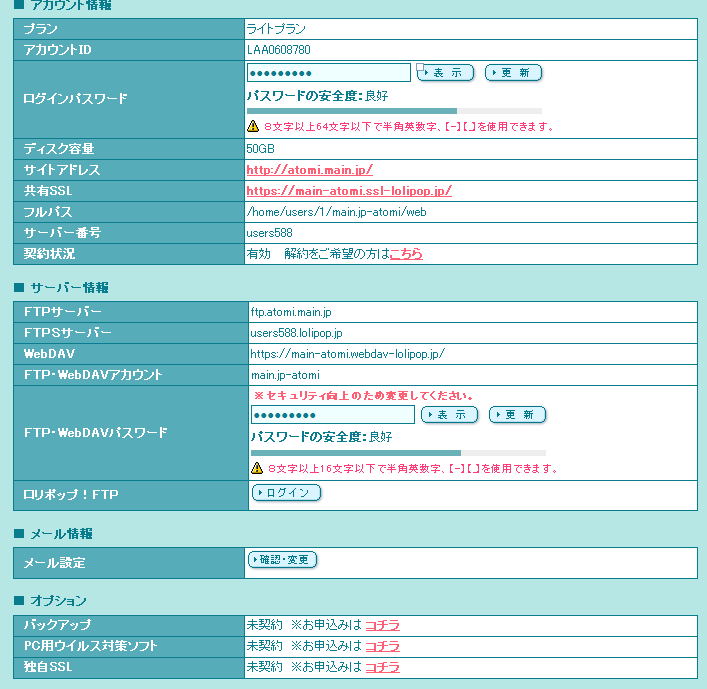 ■ アカウント情報
プラン ライトプラン
アカウントID LAA0608780
ログインパスワード ●●●●●●●●● 表 示 更 新
パスワードの安全度：良好
８文字以上64文字以下で半角英数字、【-】【_】を使用できます。
ディスク容量 50GB
サイトアドレス http://atomi.main.jp/
共有SSL https://main-atomi.ssl-lolipop.jp/
フルパス /home/users/1/main.jp-atomi/web
サーバー番号 users588
契約状況 有効　解約をご希望の方はこちら
■ サーバー情報
FTPサーバー ftp.atomi.main.jp
FTPSサーバー users588.lolipop.jp
WebDAV https://main-atomi.webdav-lolipop.jp/
FTP・WebDAVアカウント main.jp-atomi
※セキュリティ向上のため変更してください。
FTP・WebDAVパスワード ●●●●●●●●● 表 示 更 新
パスワードの安全度：良好
８文字以上16文字以下で半角英数字、【-】【_】を使用できます。
ロリポップ！FTP ログイン
■ メール情報
メール設定 確認・変更
■ オプション
バックアップ 未契約　※お申込みは コチラ
PC用ウイルス対策ソフト 未契約　※お申込みは コチラ
独自SSL 未契約　※お申込みは コチラ